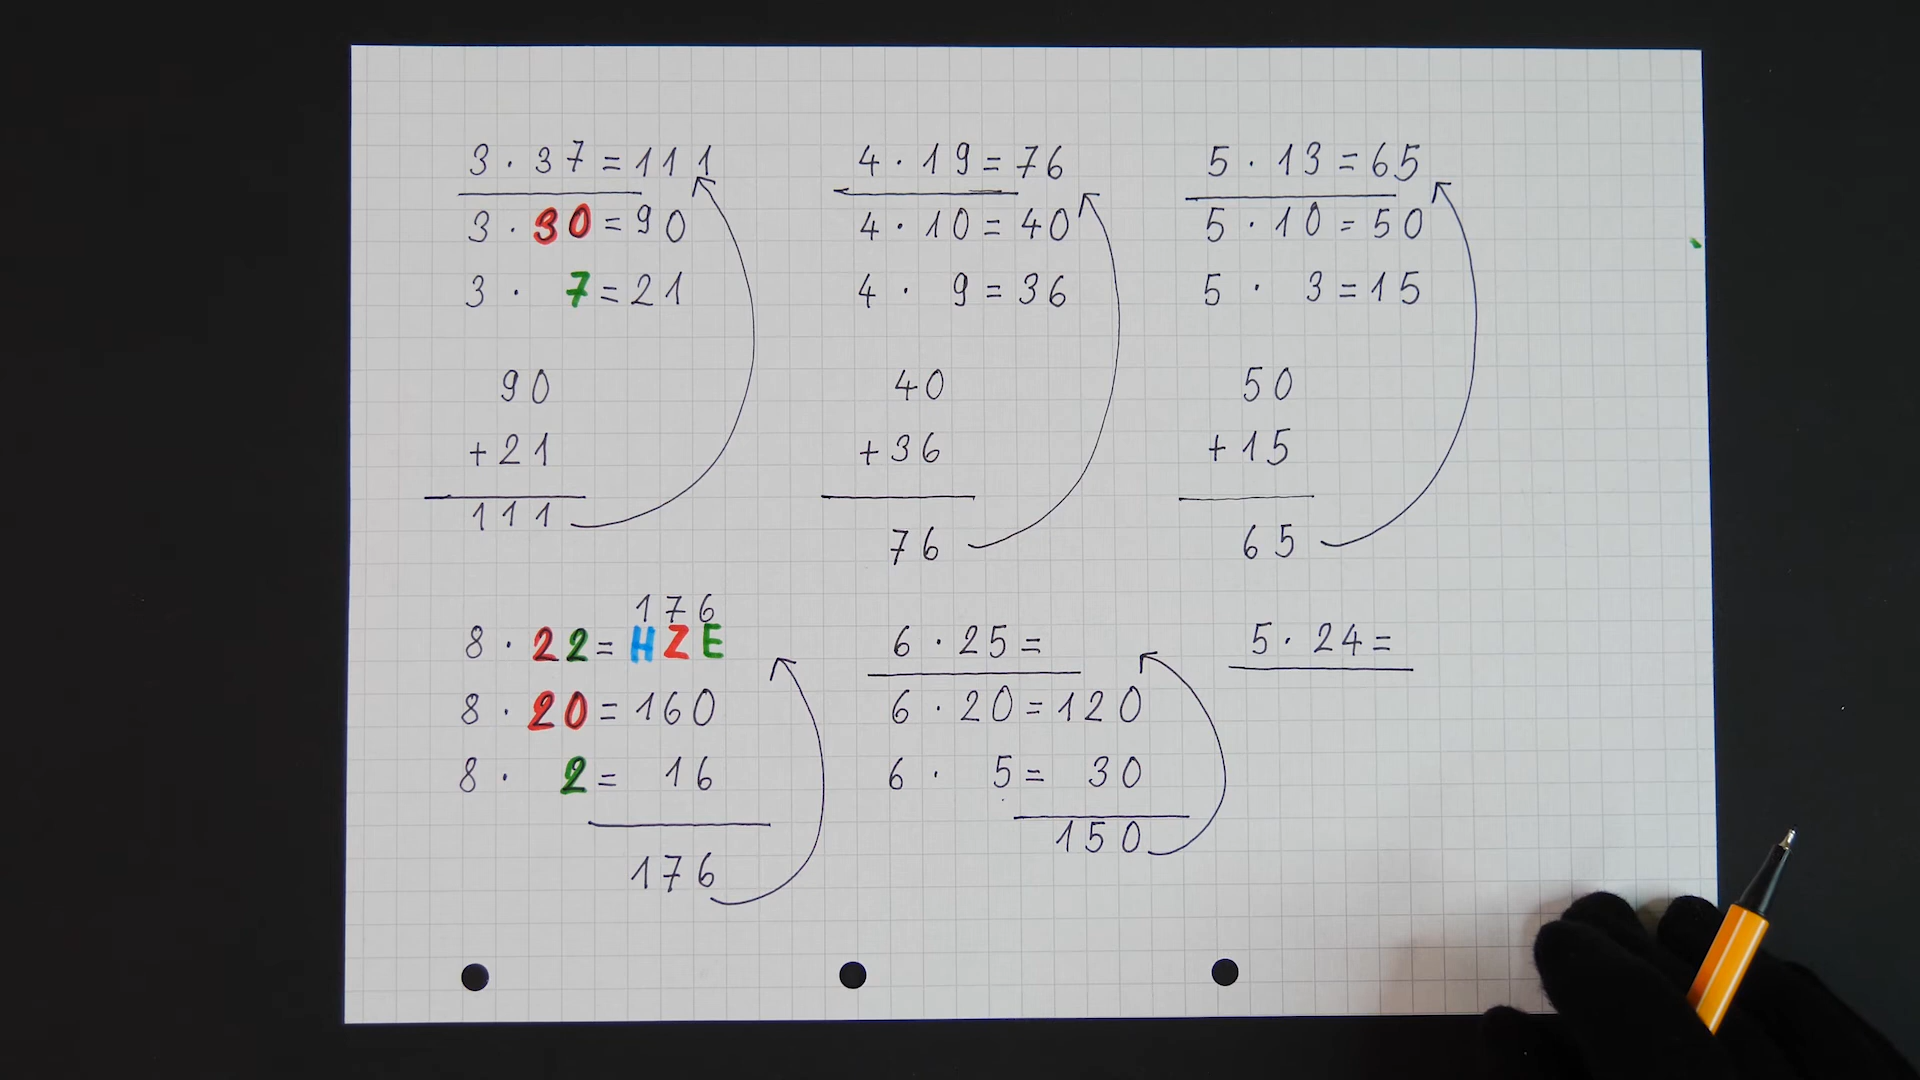 3 · 37 = 111
3 · 30 = 90
3 · 7 = 21
90
+ 21
111
4 · 19 = 76
4 · 10 = 40
4 · 9 = 36
40
+ 36
76
5 · 13 = 65
5 · 10 = 50
5 · 3 = 15
50
+ 15
65
176
8 · 22 = HZE
8 · 20 = 160
8 · 2 = 16
176
6 · 25 =
6 · 20 = 120
6 · 5 = 30
150
5 · 24 =